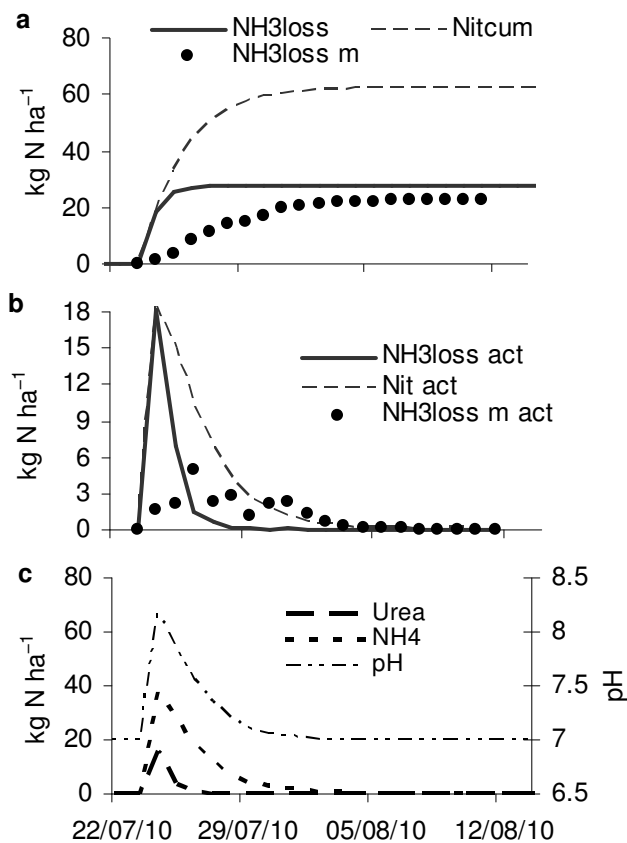 a
NH3loss
Nitcum
NH3loss m
80
60
40
20
0
kg N ha⁻¹
b
18
15
12
9
6
3
0
kg N ha⁻¹
NH3loss act
Nit act
NH3loss m act
c
80
60
40
20
0
kg N ha⁻¹
Urea
NH4
pH
8.5
8
7.5
7
6.5
pH
22/07/10 29/07/10 05/08/10 12/08/10